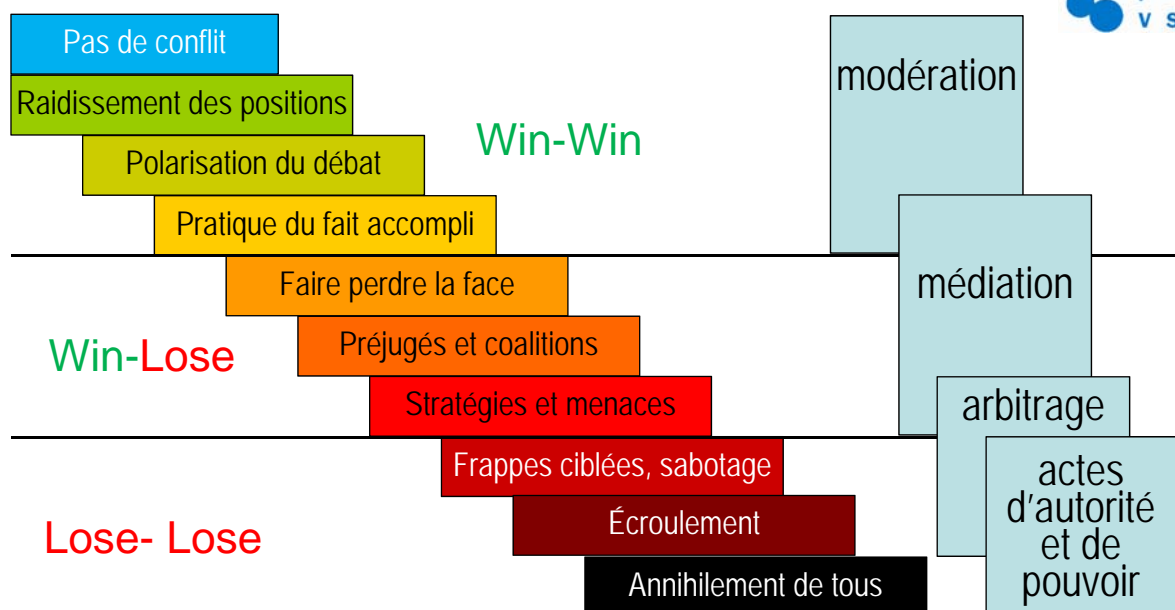 Pas de conflit
Raidissement des positions
Polarisation du débat
Pratique du fait accompli
Faire perdre la face
Préjugés et coalitions
Stratégies et menaces
Frappes ciblées, sabotage
Écroulement
Annihilement de tous
Win-Win
Win-Lose
Lose- Lose
modération
médiation
arbitrage
actes
d'autorité
et de
pouvoir
V S